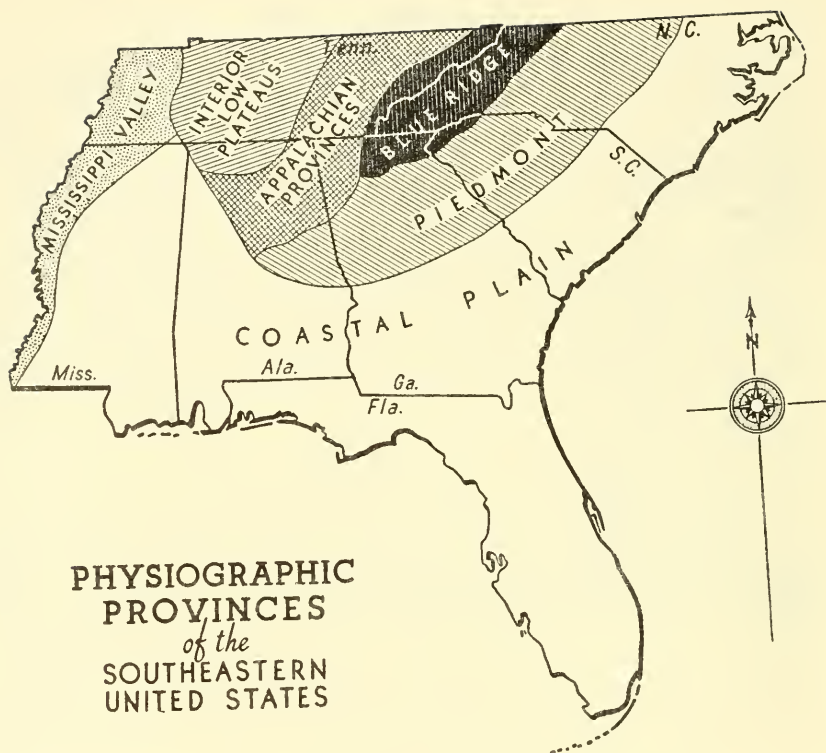 Tenn.
N. C.
MISSISSIPPI VALLEY
INTERIOR
LOW
PLATEAUS
APPALACHIAN
PROVINCES
BLUE RIDGE
PIEDMONT
S.C.
COASTAL PLAIN
Miss.
Ala.
Ga.
Fla.
N
PHYSIOGRAPHIC
PROVINCES
of the
SOUTHEASTERN
UNITED STATES